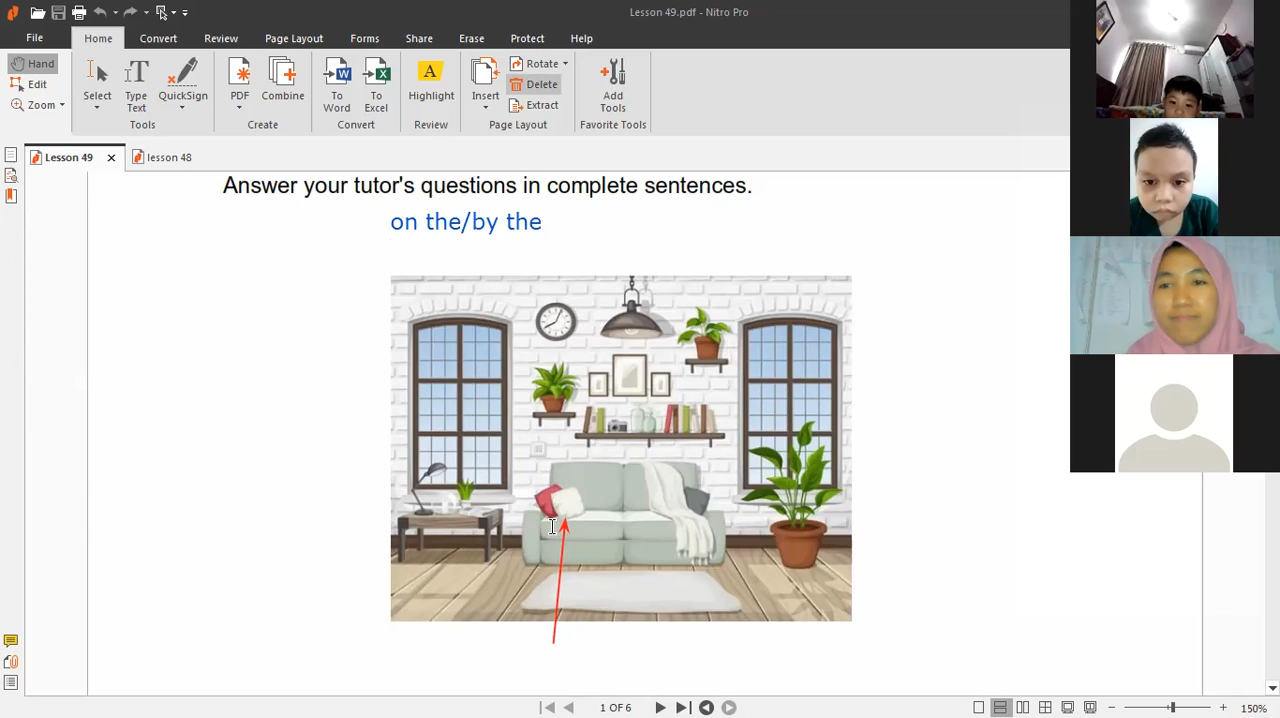 Lesson 49.pdf - Nitro Pro
File Home Convert Review Page Layout Forms Share Erase Protect Help
Hand
Edit
Zoom
Select
Type Text
QuickSign
Tools
PDF
Combine
Create
To Word
To Excel
Convert
Highlight
Review
Insert
Rotate
Delete
Extract
Page Layout
Add Tools
Favorite Tools
Lesson 49
lesson 48
Answer your tutor's questions in complete sentences.
on the/by the
1 OF 6
150%